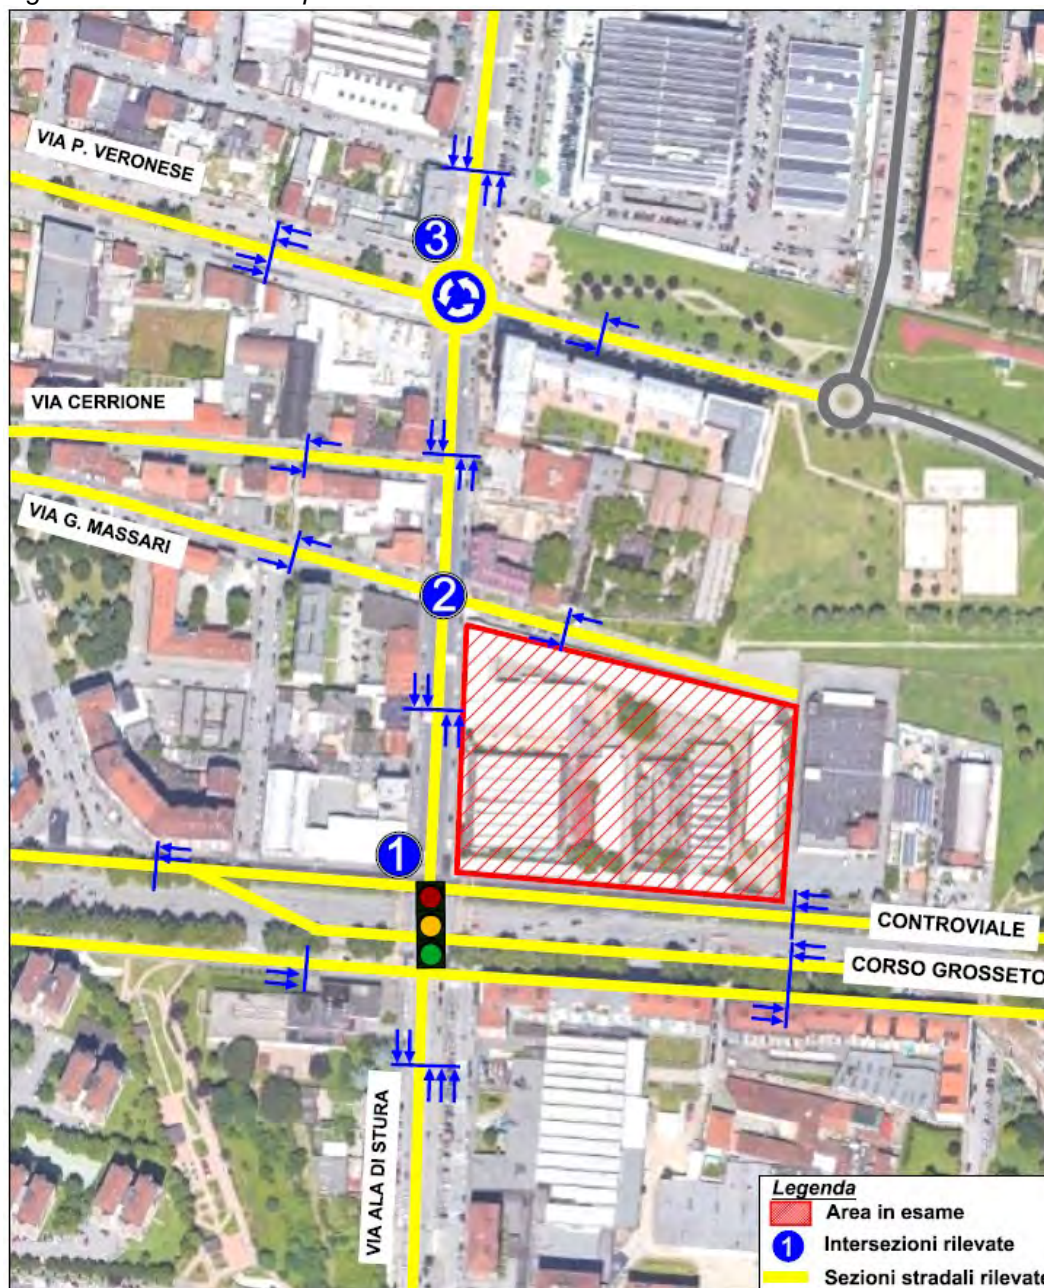 VIA P. VERONESE
3
VIA CERRIONE
VIA G. MASSARI
2
1
CONTROVIALE
CORSO GROSSETO
VIA ALA DI STURA
Legenda
Area in esame
1
Intersezioni rilevate
Sezioni stradali rilevate